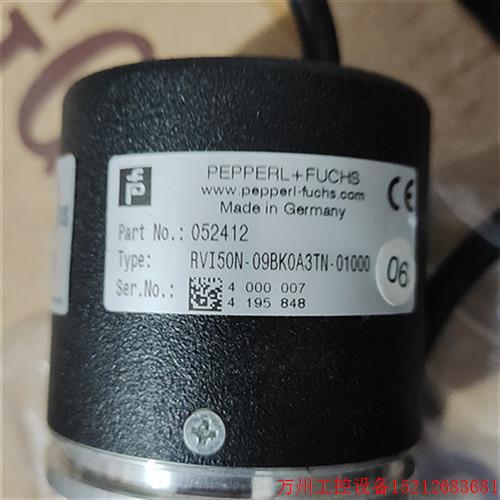 PEPPERL+FUCHS
www.pepperl-fuchs.com
Made in Germany
CE
Part No.: 052412
Type: RVI50N-09BK0A3TN-01000
06
Ser.No.: 4 000 007
4 195 848
万州工控设备15212683681